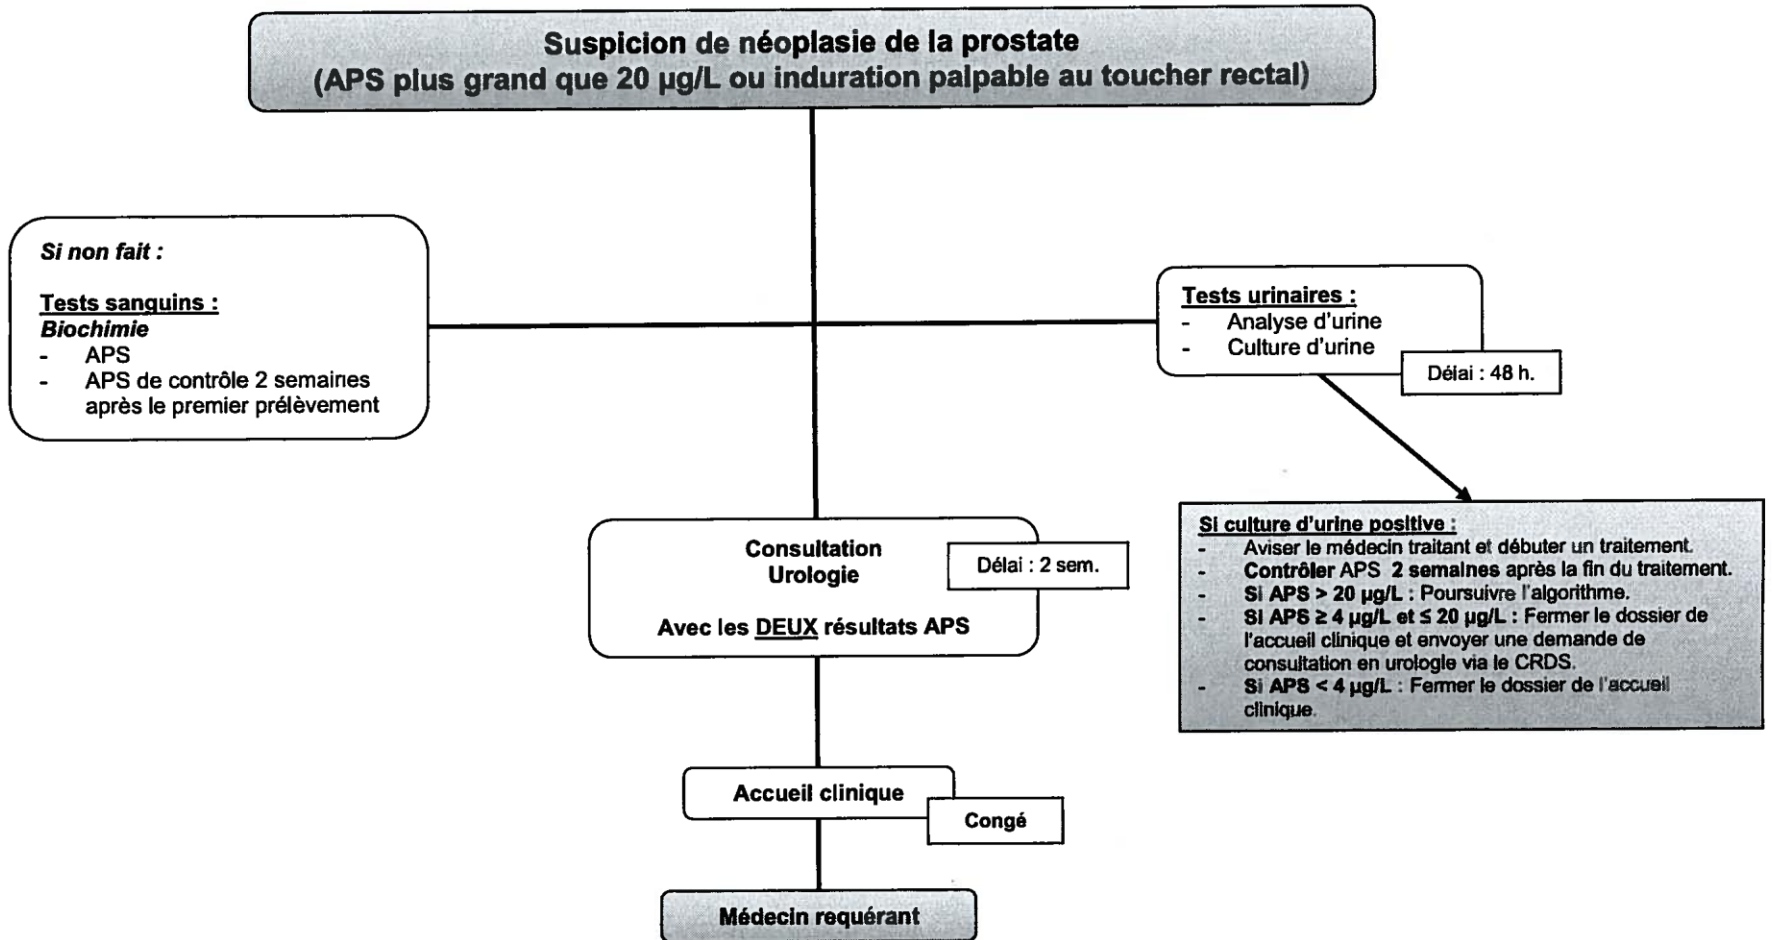 Suspicion de néoplasie de la prostate
(APS plus grand que 20 µg/L ou induration palpable au toucher rectal)
Si non fait :
Tests sanguins :
Biochimie
- APS
- APS de contrôle 2 semaines
après le premier prélèvement
Tests urinaires :
- Analyse d'urine
- Culture d'urine
Délai : 48 h.
Consultation
Urologie
Délai : 2 sem.
Avec les DEUX résultats APS
Si culture d'urine positive :
- Aviser le médecin traitant et débuter un traitement.
- Contrôler APS 2 semaines après la fin du traitement.
- Si APS > 20 µg/L : Poursuivre l'algorithme.
- Si APS ≥ 4 µg/L et ≤ 20 µg/L : Fermer le dossier de
l'accueil clinique et envoyer une demande de
consultation en urologie via le CRDS.
- Si APS < 4 µg/L : Fermer le dossier de l'accueil
clinique.
Accueil clinique
Congé
Médecin requérant